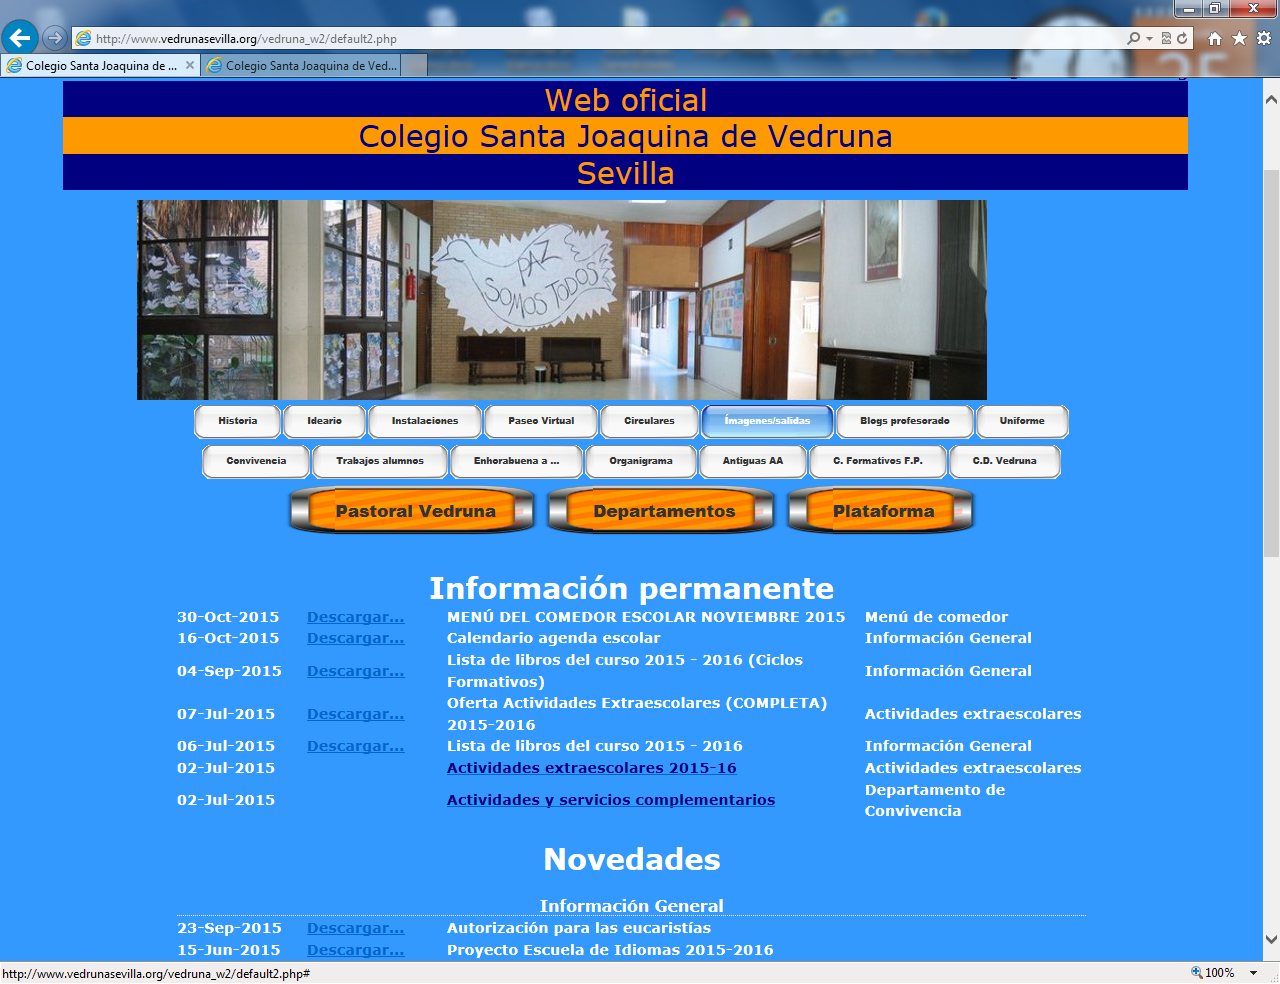 http://www.vedrunasevilla.org/vedruna_w2/default2.php
Colegio Santa Joaquina de ...
Colegio Santa Joaquina de Ved...
Web oficial
Colegio Santa Joaquina de Vedruna
Sevilla
PAZ
SOMOS TODOS
Historia
Ideario
Instalaciones
Paseo Virtual
Circulares
Ímagenes/salidas
Blogs profesorado
Uniforme
Convivencia
Trabajos alumnos
Enhorabuena a ...
Organigrama
Antiguas AA
C. Formativos F.P.
C.D. Vedruna
Pastoral Vedruna
Departamentos
Plataforma
Información permanente
30-Oct-2015 Descargar... MENÚ DEL COMEDOR ESCOLAR NOVIEMBRE 2015 Menú de comedor
16-Oct-2015 Descargar... Calendario agenda escolar Información General
04-Sep-2015 Descargar... Lista de libros del curso 2015 - 2016 (Ciclos
Formativos) Información General
07-Jul-2015 Descargar... Oferta Actividades Extraescolares (COMPLETA)
2015-2016 Actividades extraescolares
06-Jul-2015 Descargar... Lista de libros del curso 2015 - 2016 Información General
02-Jul-2015 Actividades extraescolares 2015-16 Actividades extraescolares
02-Jul-2015 Actividades y servicios complementarios Departamento de
Convivencia
Novedades
Información General
23-Sep-2015 Descargar... Autorización para las eucaristías
15-Jun-2015 Descargar... Proyecto Escuela de Idiomas 2015-2016
http://www.vedrunasevilla.org/vedruna_w2/default2.php#
100%